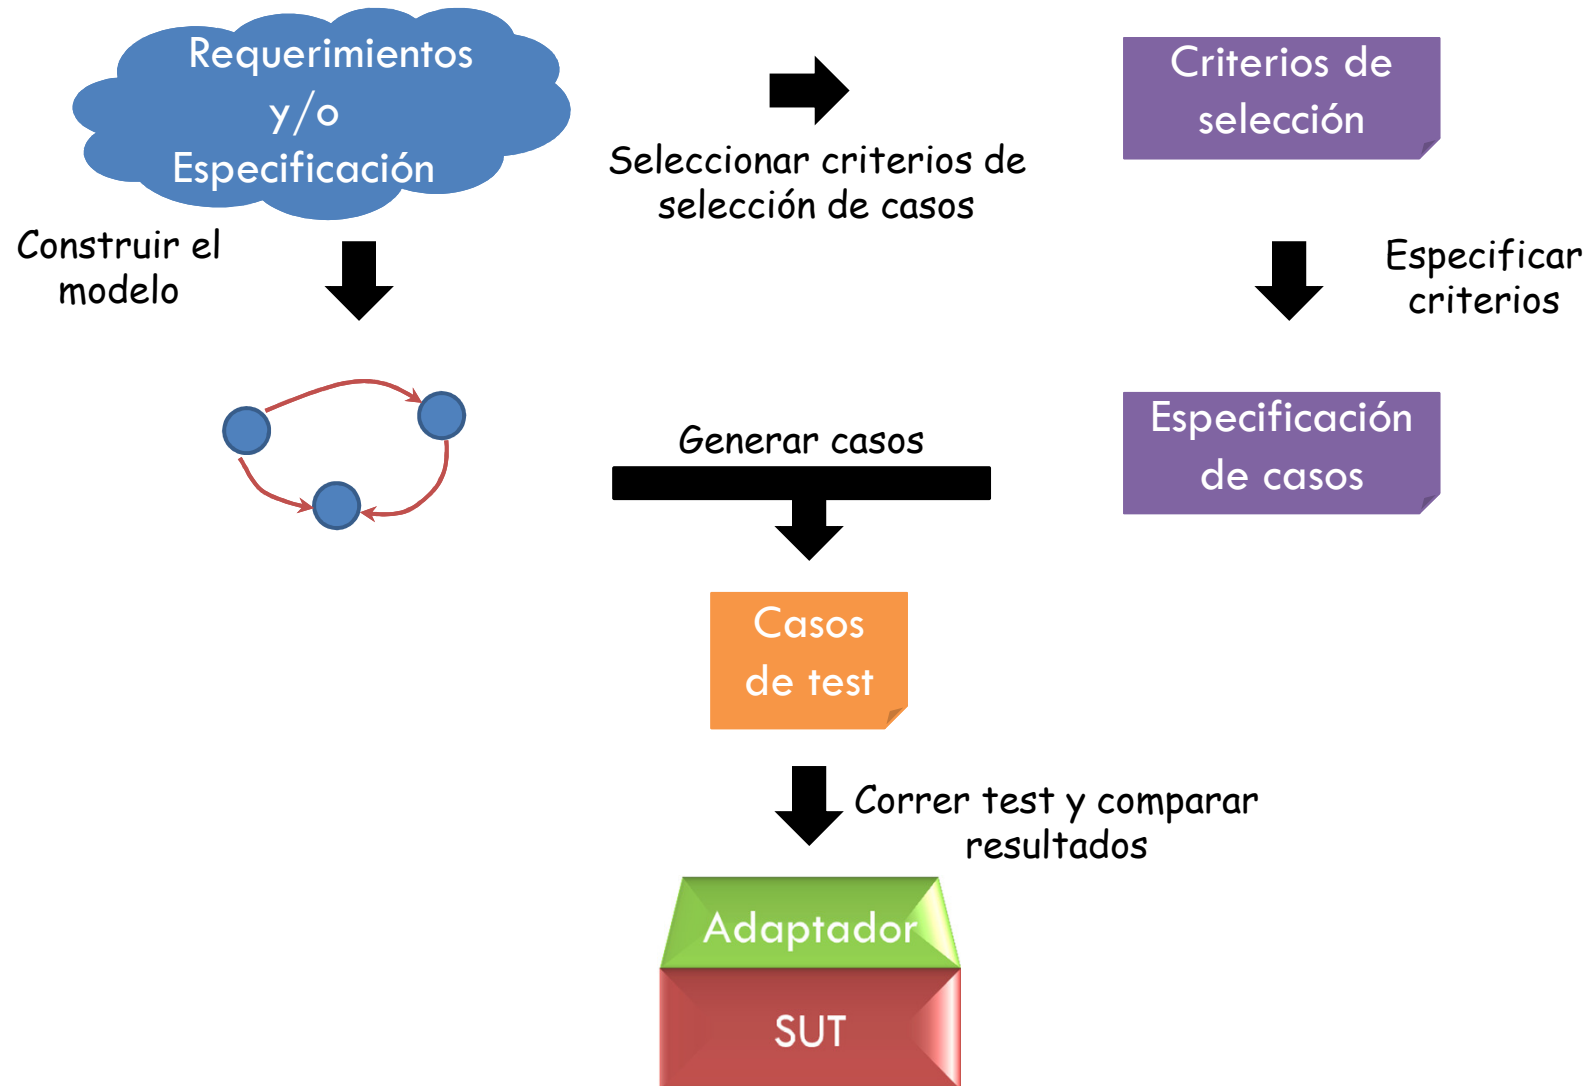 Requerimientos
y/o
Especificación
Seleccionar criterios de
selección de casos
Criterios de
selección
Construir el
modelo
Especificar
criterios
Generar casos
Especificación
de casos
Casos
de test
Correr test y comparar
resultados
Adaptador
SUT